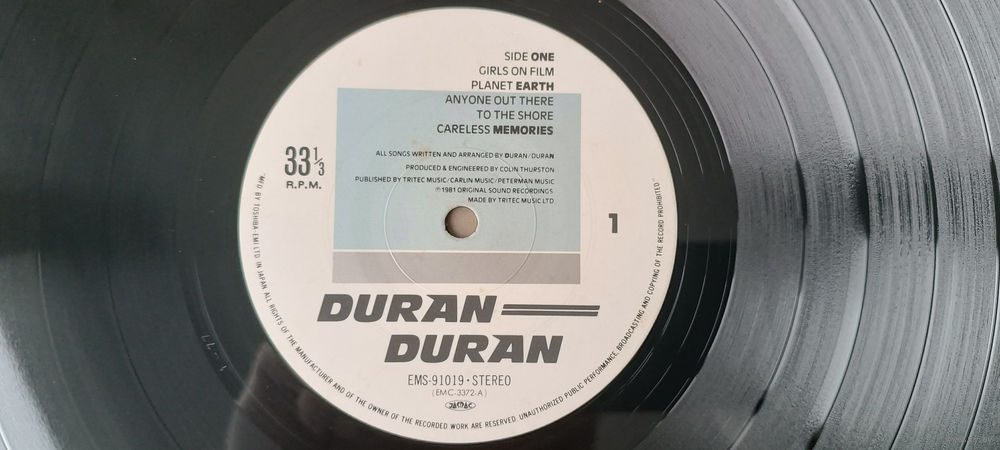 SIDE ONE
GIRLS ON FILM
PLANET EARTH
ANYONE OUT THERE
TO THE SHORE
CARELESS MEMORIES
33 1/3
R.P.M.
ALL SONGS WRITTEN AND ARRANGED BY DURAN/DURAN
PRODUCED & ENGINEERED BY COLIN THURSTON
PUBLISHED BY TRITEC MUSIC/CARLIN MUSIC/PETERMAN MUSIC
℗1981 ORIGINAL SOUND RECORDINGS
MADE BY TRITEC MUSIC LTD
1
DURAN
DURAN
EMS-91019・STEREO
(EMC-3372-A)
JASRAC
"MF'D BY TOSHIBA-EMI LTD IN JAPAN ALL RIGHTS OF THE MANUFACTURER AND OF THE OWNER OF THE RECORDED WORK ARE RESERVED. UNAUTHORIZED PUBLIC PERFORMANCE, BROADCASTING AND COPYING OF THE RECORD PROHIBITED"